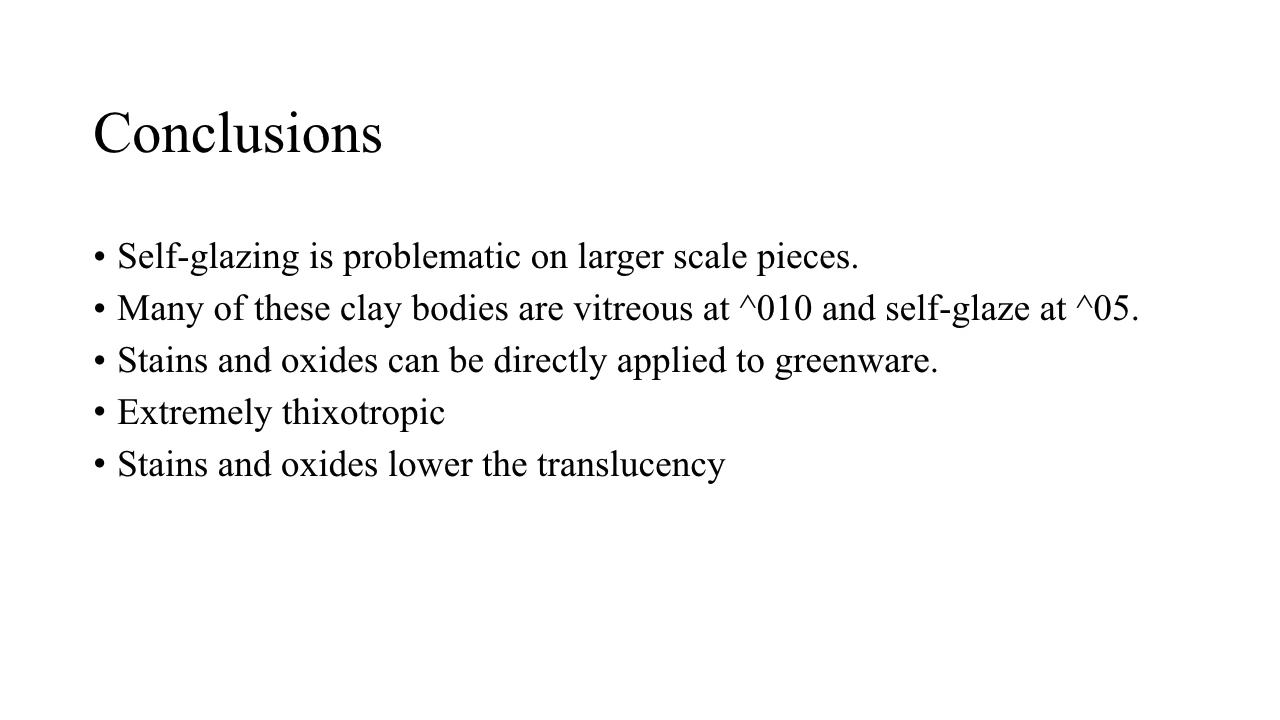 Conclusions
• Self-glazing is problematic on larger scale pieces.
• Many of these clay bodies are vitreous at ^010 and self-glaze at ^05.
• Stains and oxides can be directly applied to greenware.
• Extremely thixotropic
• Stains and oxides lower the translucency